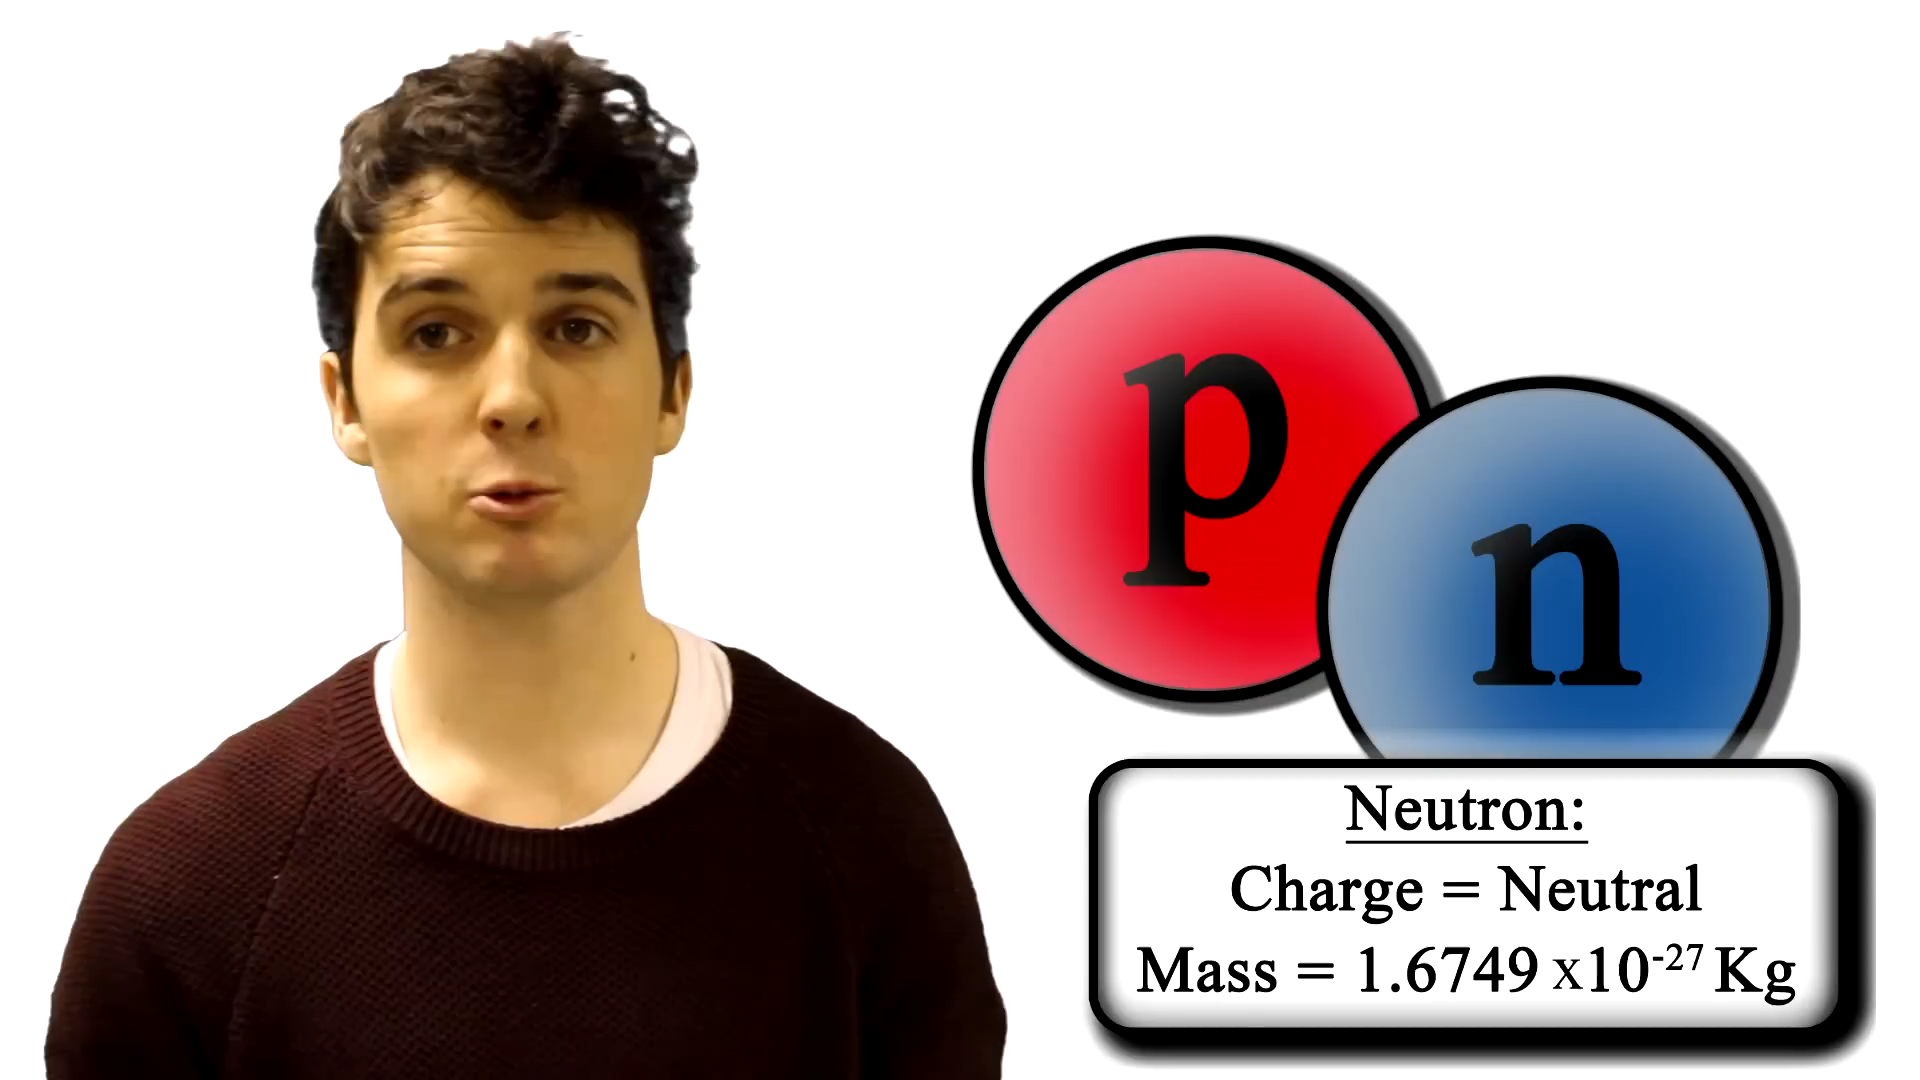 p
n
Neutron:
Charge = Neutral
Mass = 1.6749 x10⁻²⁷ Kg